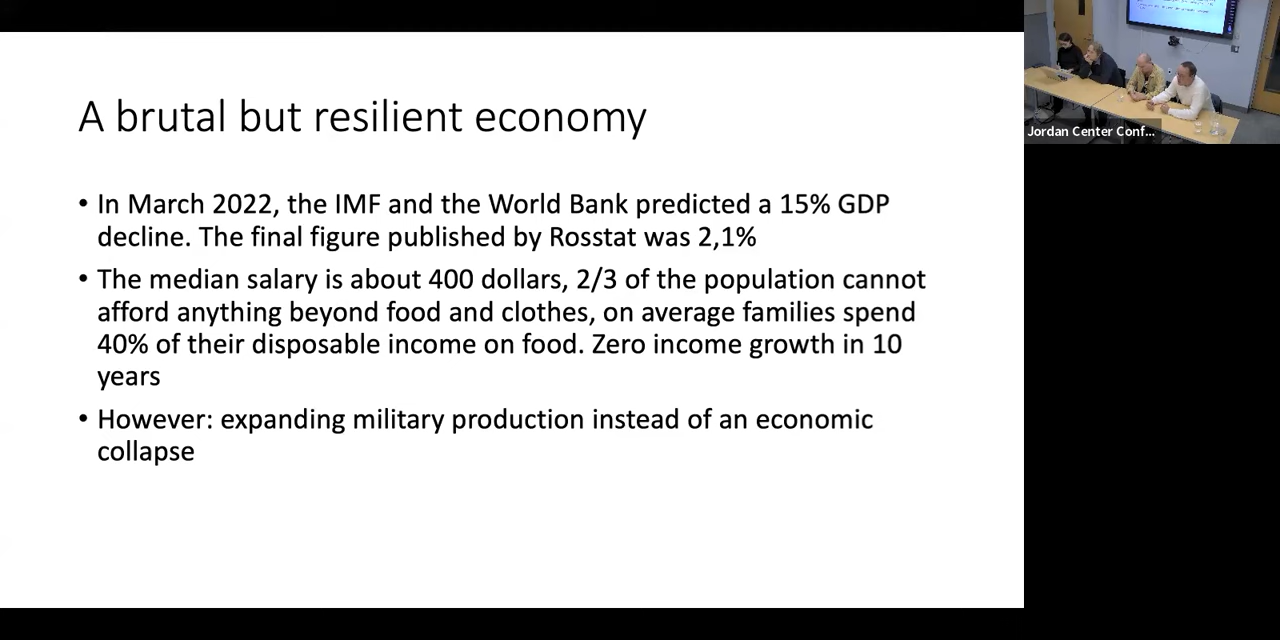 A brutal but resilient economy
• In March 2022, the IMF and the World Bank predicted a 15% GDP
decline. The final figure published by Rosstat was 2,1%
• The median salary is about 400 dollars, 2/3 of the population cannot
afford anything beyond food and clothes, on average families spend
40% of their disposable income on food. Zero income growth in 10
years
• However: expanding military production instead of an economic
collapse
Jordan Center Conf...